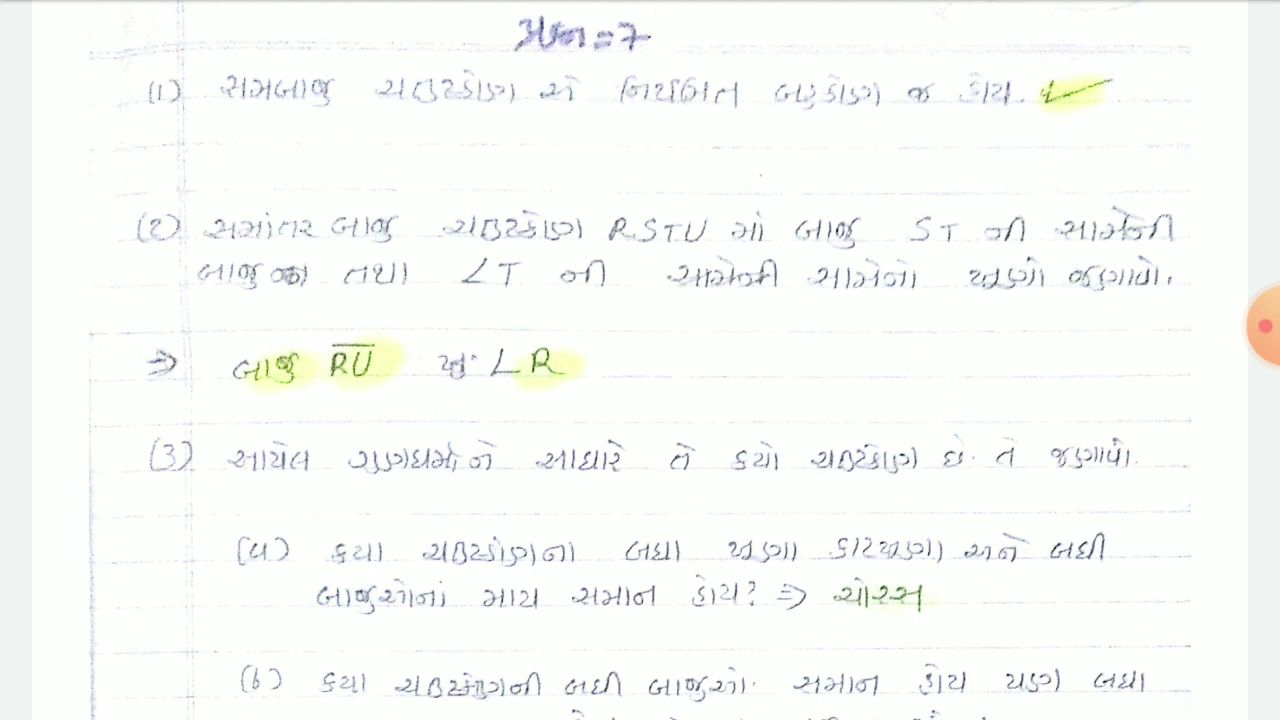 પ્રશ્ન = 7
(1) સમબાજુ ચતુષ્કોણ એ નિયમિત બહુકોણ જ હોય. ✓
(2) સમાંતર બાજુ ચતુષ્કોણ RSTU માં બાજુ ST ની સામેની
બાજુ તથા ∠T ની સામેની સામેનો ખૂણો જણાવો.
⇒ બાજુ RU ખૂ. ∠R
(3) આપેલ ગુણધર્મોને આધારે તે કયો ચતુષ્કોણ છે. તે જણાવો.
(a) કયા ચતુષ્કોણના બધા ખૂણા કાટખૂણા અને બધી
બાજુઓનાં માપ સમાન હોય? ⇒ ચોરસ
(b) કયા ચતુષ્કોણની બધી બાજુઓ. સમાન હોય પણ બધા